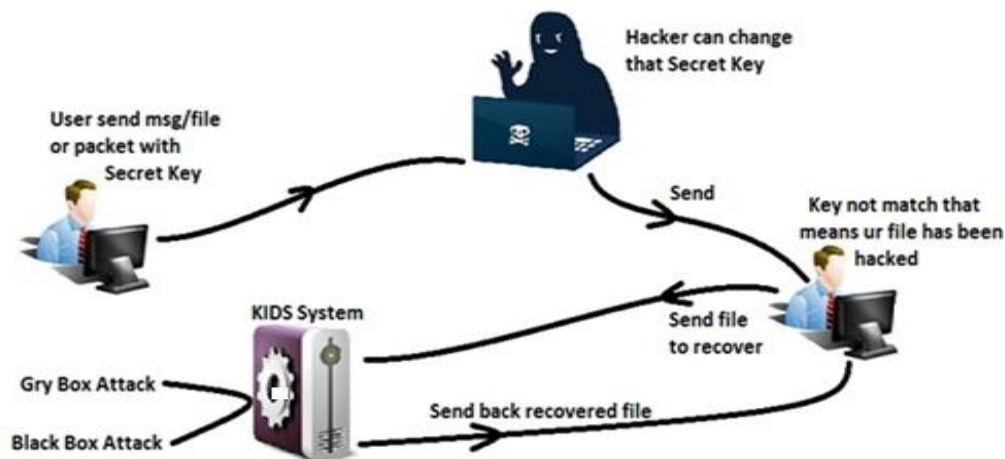 Hacker can change
that Secret Key
User send msg/file
or packet with
Secret Key
Send
Key not match that
means ur file has been
hacked
KIDS System
Send file
to recover
Gry Box Attack
Send back recovered file
Black Box Attack